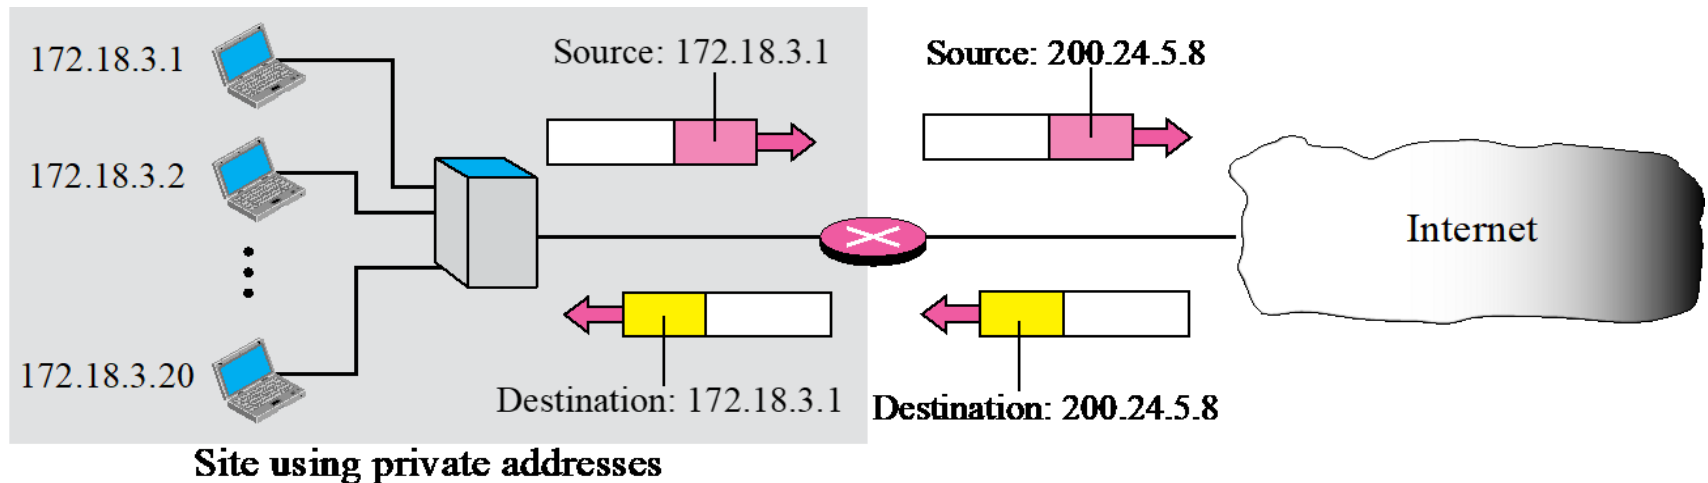 172.18.3.1
Source: 172.18.3.1
Source: 200.24.5.8
172.18.3.2
Internet
172.18.3.20
Destination: 172.18.3.1
Destination: 200.24.5.8
Site using private addresses